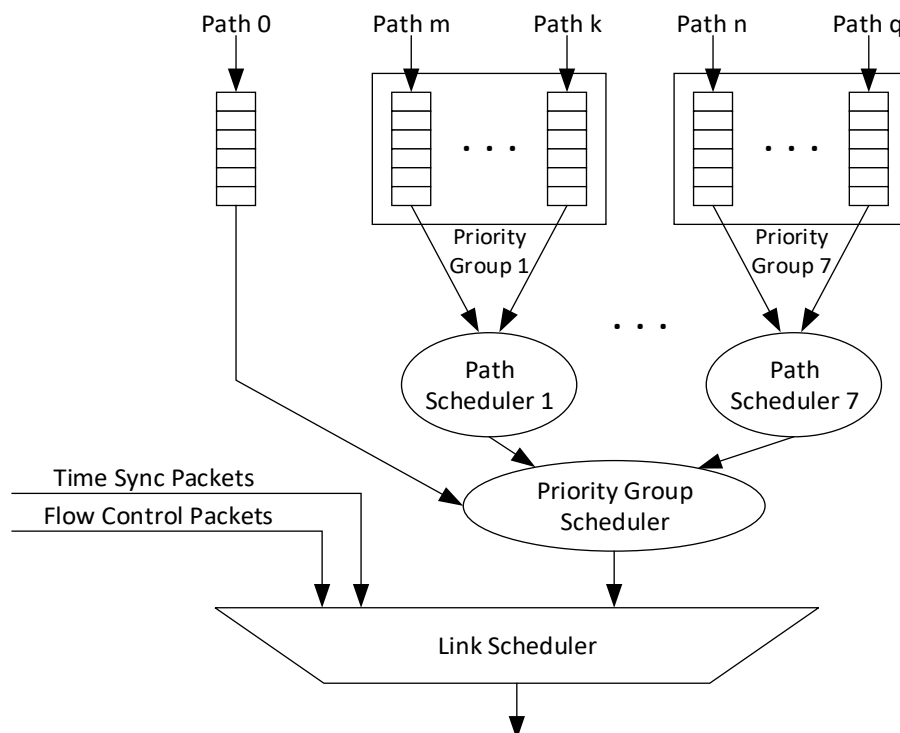 Path 0
Path m
Path k
Path n
Path q
. . .
. . .
Priority
Group 1
Priority
Group 7
. . .
Path
Scheduler 1
Path
Scheduler 7
Time Sync Packets
Flow Control Packets
Priority Group
Scheduler
Link Scheduler